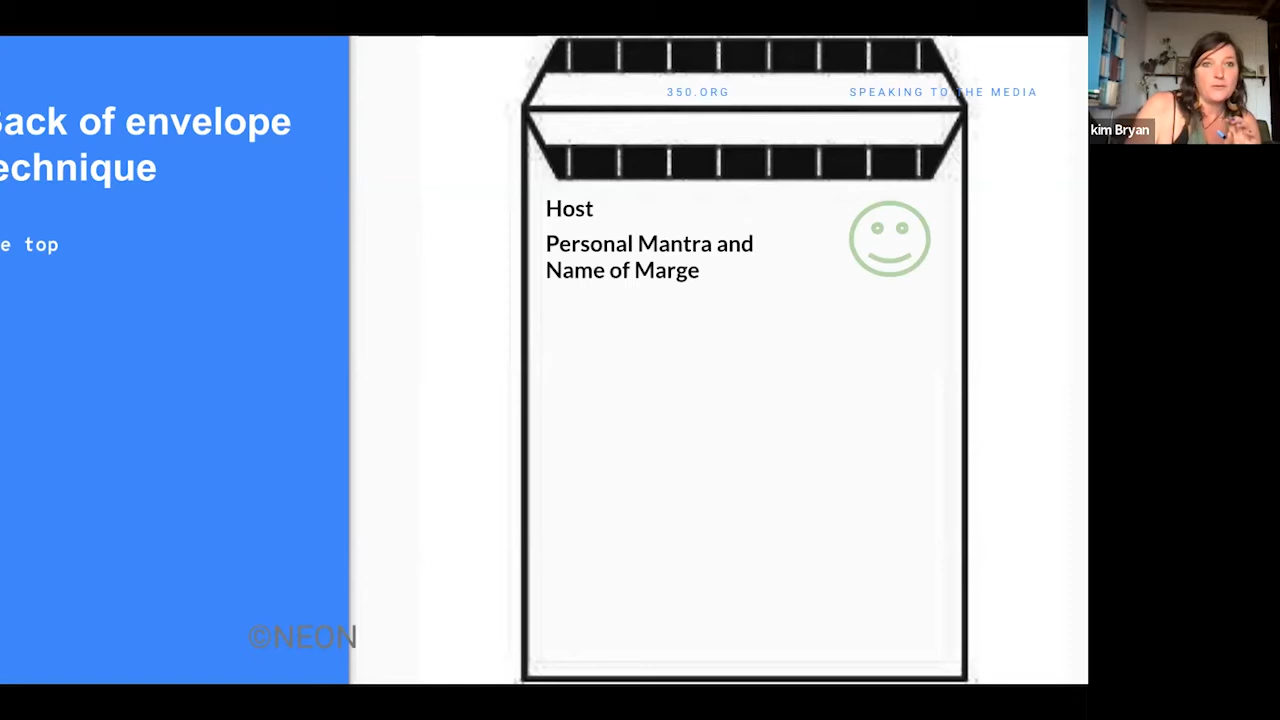 350.ORG
SPEAKING TO THE MEDIA
Back of envelope
echnique
e top
Host
Personal Mantra and
Name of Marge
©NEON
kim Bryan